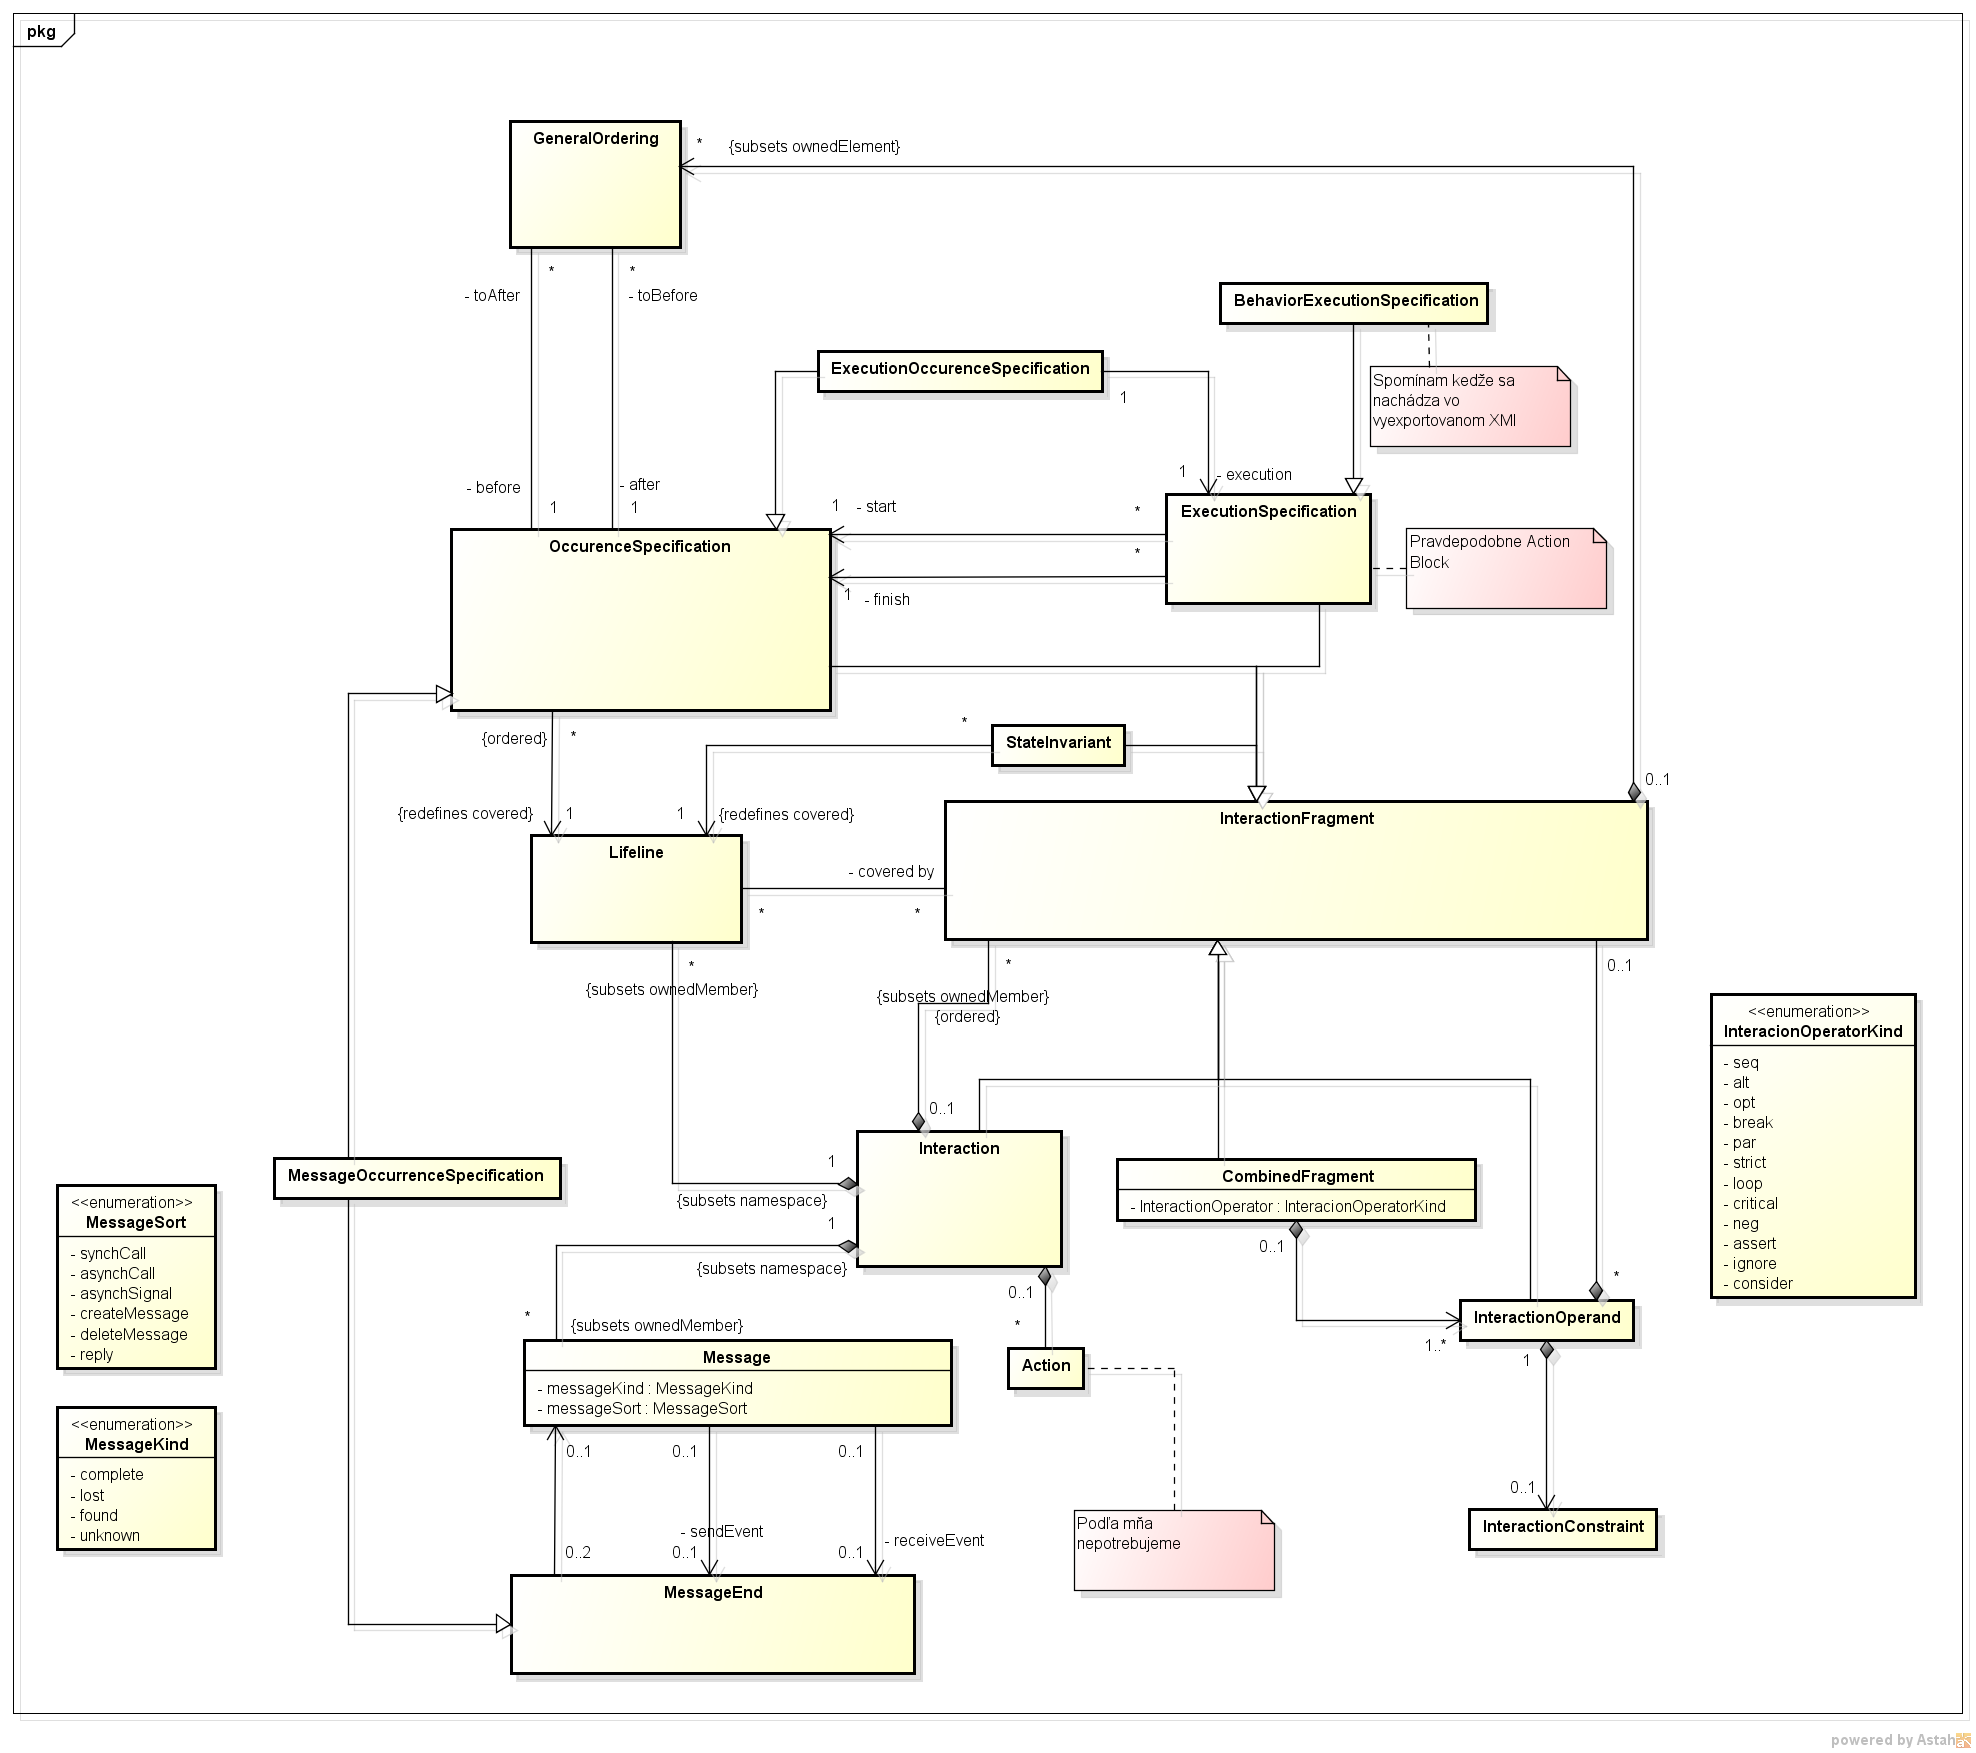 pkg
GeneralOrdering
*
{subsets ownedElement}
*
*
- toAfter
- toBefore
BehaviorExecutionSpecification
ExecutionOccurenceSpecification
1
Spomínam kedže sa
nachádza vo
vyexportovanom XMI
- before
- after
1
1
1
- execution
1
- start
*
ExecutionSpecification
OccurenceSpecification
*
1
- finish
Pravdepodobne Action
Block
{ordered}
*
*
StateInvariant
0..1
{redefines covered}
1
1
{redefines covered}
InteractionFragment
Lifeline
- covered by
*
*
*
{subsets ownedMember}
*
{subsets ownedMember}
{ordered}
0..1
<<enumeration>>
InteracionOperatorKind
- seq
- alt
- opt
- break
- par
- strict
- loop
- critical
- neg
- assert
- ignore
- consider
0..1
Interaction
1
{subsets namespace}
1
{subsets namespace}
MessageOccurrenceSpecification
CombinedFragment
- InteractionOperator : InteracionOperatorKind
0..1
<<enumeration>>
MessageSort
- synchCall
- asynchCall
- asynchSignal
- createMessage
- deleteMessage
- reply
0..1
*
*
{subsets ownedMember}
*
InteractionOperand
1..*
1
Message
- messageKind : MessageKind
- messageSort : MessageSort
Action
<<enumeration>>
MessageKind
- complete
- lost
- found
- unknown
0..1
0..1
0..1
- sendEvent
- receiveEvent
0..2
0..1
0..1
Podľa mňa
nepotrebujeme
0..1
InteractionConstraint
MessageEnd
powered by Astah